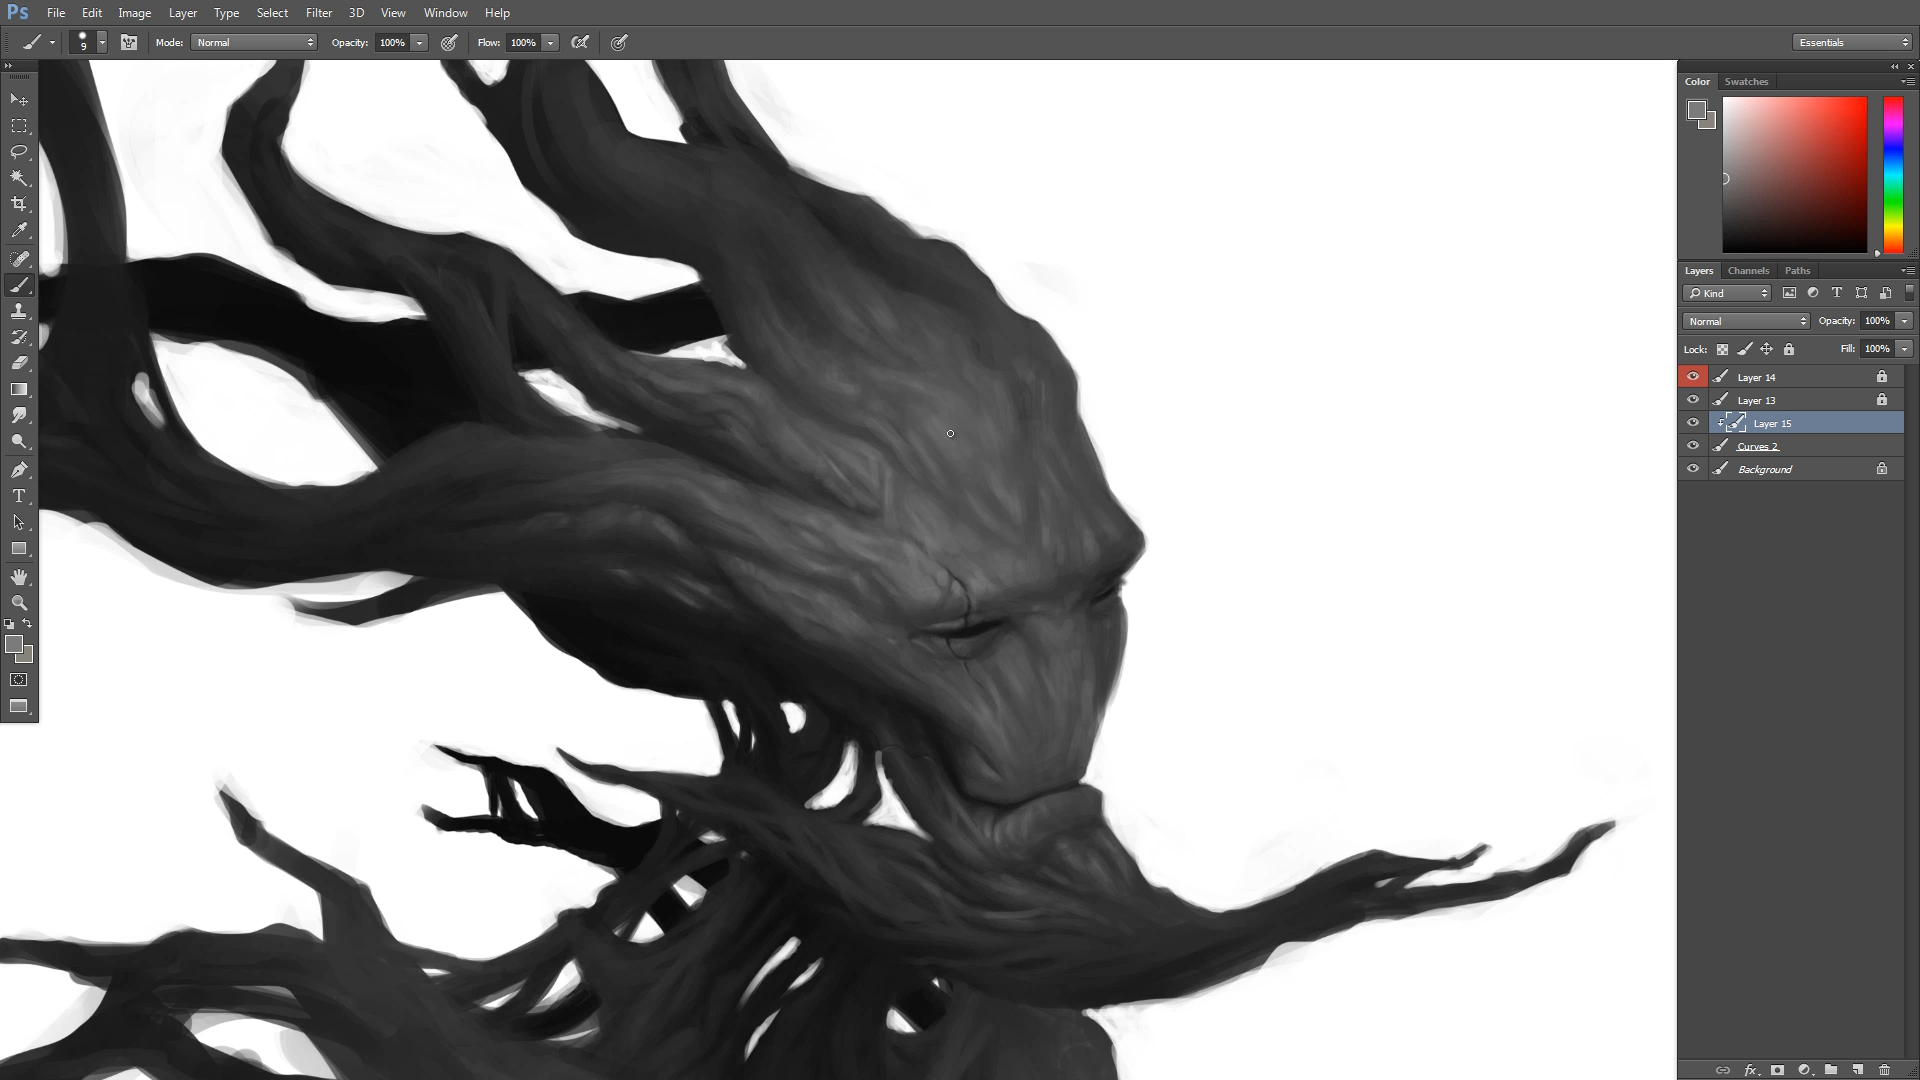 Ps File Edit Image Layer Type Select Filter 3D View Window Help
9 Mode: Normal Opacity: 100% Flow: 100% Essentials
Color Swatches
Layers Channels Paths
Kind
Normal Opacity: 100%
Lock: Fill: 100%
Layer 14
Layer 13
Layer 15
Curves 2
Background